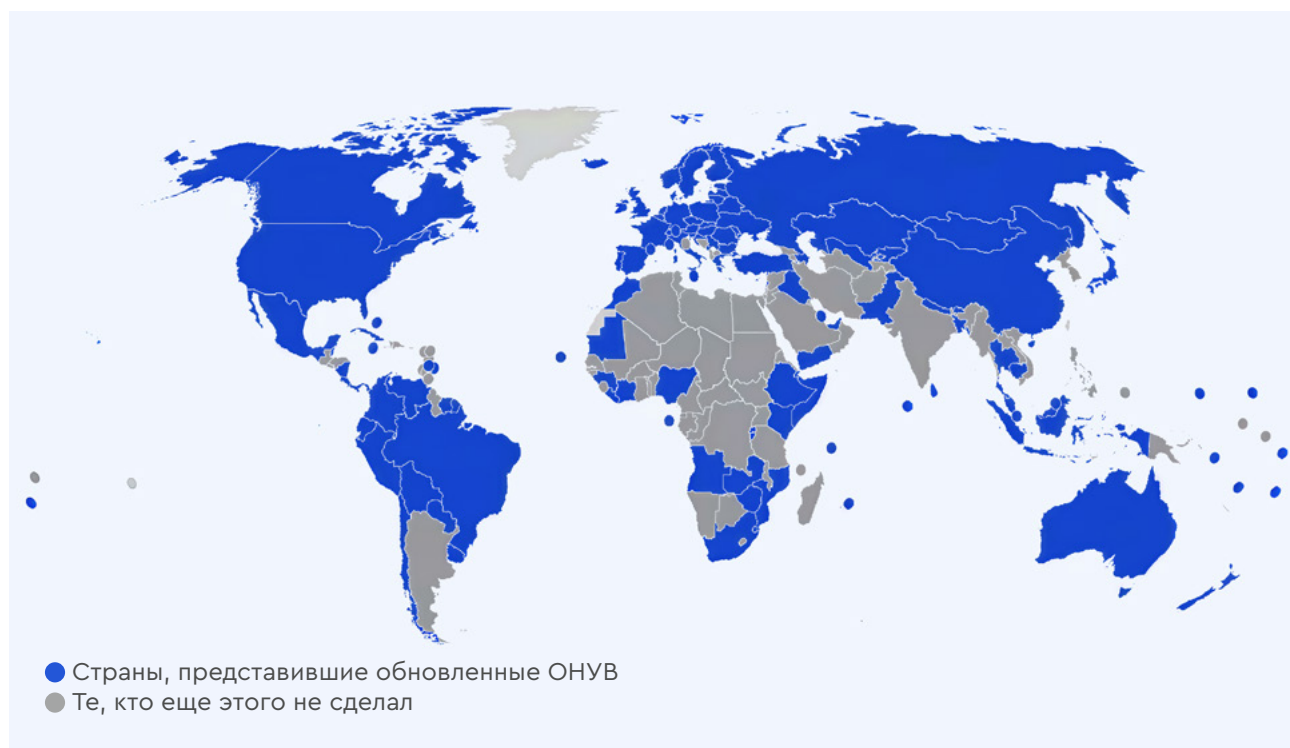 Страны, представившие обновленные ОНУВ
Те, кто еще этого не сделал